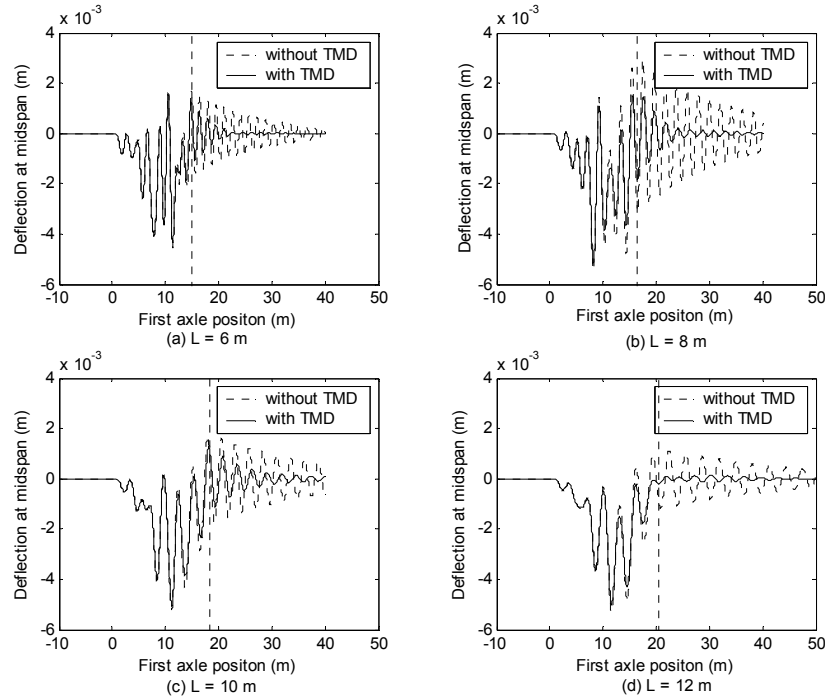 x 10⁻³
4
2
0
-2
-4
-6
-10 0 10 20 30 40 50
Deflection at midspan (m)
First axle positon (m)
without TMD
with TMD
(a) L = 6 m
x 10⁻³
4
2
0
-2
-4
-6
-10 0 10 20 30 40 50
Deflection at midspan (m)
First axle positon (m)
without TMD
with TMD
(b) L = 8 m
x 10⁻³
4
2
0
-2
-4
-6
-10 0 10 20 30 40 50
Deflection at midspan (m)
First axle positon (m)
without TMD
with TMD
(c) L = 10 m
x 10⁻³
4
2
0
-2
-4
-6
-10 0 10 20 30 40 50
Deflection at midspan (m)
First axle positon (m)
without TMD
with TMD
(d) L = 12 m